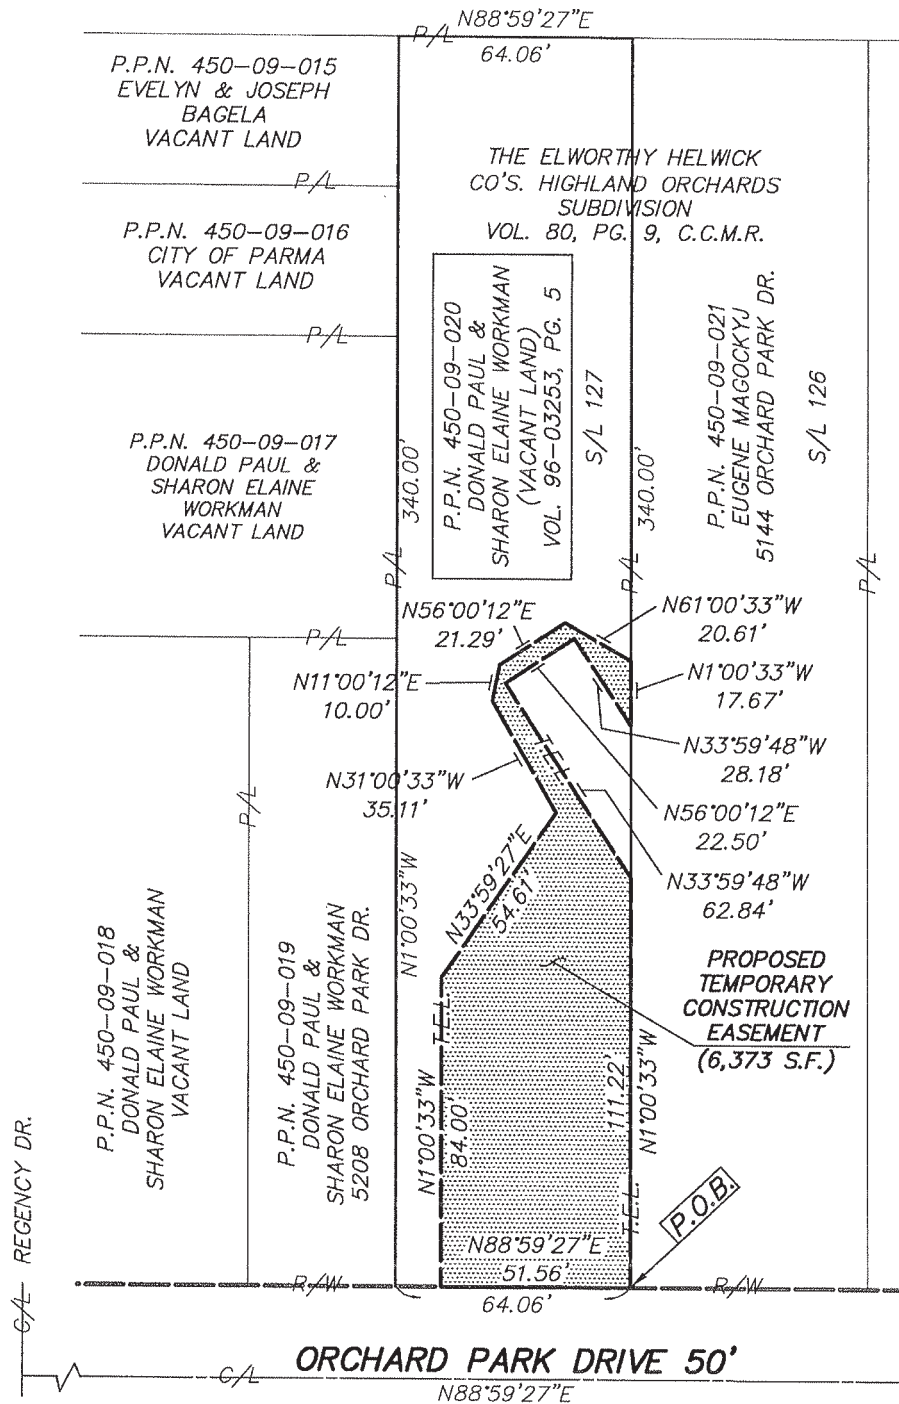 N88°59'27"E
P/L
64.06'
P.P.N. 450-09-015
EVELYN & JOSEPH
BAGELA
VACANT LAND
P/L
THE ELWORTHY HELWICK
CO'S. HIGHLAND ORCHARDS
SUBDIVISION
VOL. 80, PG. 9, C.C.M.R.
P.P.N. 450-09-016
CITY OF PARMA
VACANT LAND
P/L
P.P.N. 450-09-020
DONALD PAUL &
SHARON ELAINE WORKMAN
(VACANT LAND)
VOL. 96-03253, PG. 5
S/L 127
P.P.N. 450-09-021
EUGENE MAGOCKYJ
5144 ORCHARD PARK DR.
S/L 126
P.P.N. 450-09-017
DONALD PAUL &
SHARON ELAINE
WORKMAN
VACANT LAND
340.00'
340.00'
P/L
P/L
P/L
P/L
N56°00'12"E
21.29'
N61°00'33"W
20.61'
N11°00'12"E
10.00'
N1°00'33"W
17.67'
N33°59'48"W
28.18'
T.E.L.
N31°00'33"W
35.11'
N56°00'12"E
22.50'
P/L
N33°59'48"W
62.84'
N33°59'27"E
54.61'
N1°00'33"W
P.P.N. 450-09-018
DONALD PAUL &
SHARON ELAINE WORKMAN
VACANT LAND
P.P.N. 450-09-019
DONALD PAUL &
SHARON ELAINE WORKMAN
5208 ORCHARD PARK DR.
PROPOSED
TEMPORARY
CONSTRUCTION
EASEMENT
(6,373 S.F.)
T.E.L.
N1°00'33"W
84.00'
111.22'
N1°00'33"W
T.E.L.
P.O.B.
N88°59'27"E
51.56'
R/W
R/W
64.06'
REGENCY DR.
C/L
ORCHARD PARK DRIVE 50'
C/L
N88°59'27"E